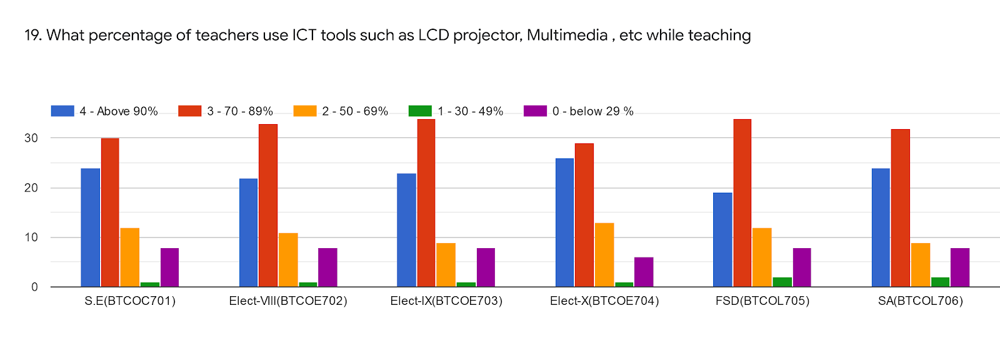 19. What percentage of teachers use ICT tools such as LCD projector, Multimedia , etc while teaching
4 - Above 90% 3 - 70 - 89% 2 - 50 - 69% 1 - 30 - 49% 0 - below 29 %
30
20
10
0
S.E(BTCOC701) Elect-VIII(BTCOE702) Elect-IX(BTCOE703) Elect-X(BTCOE704) FSD(BTCOL705) SA(BTCOL706)